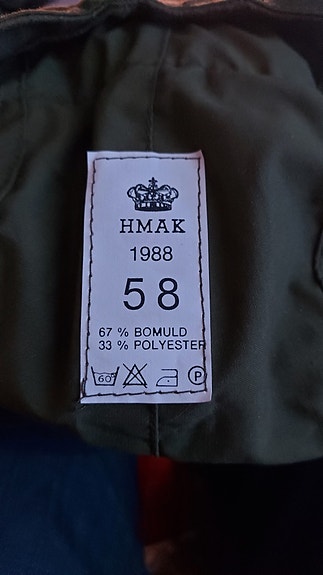 HMAK
1988
58
67 % BOMULD
33 % POLYESTER
60° P